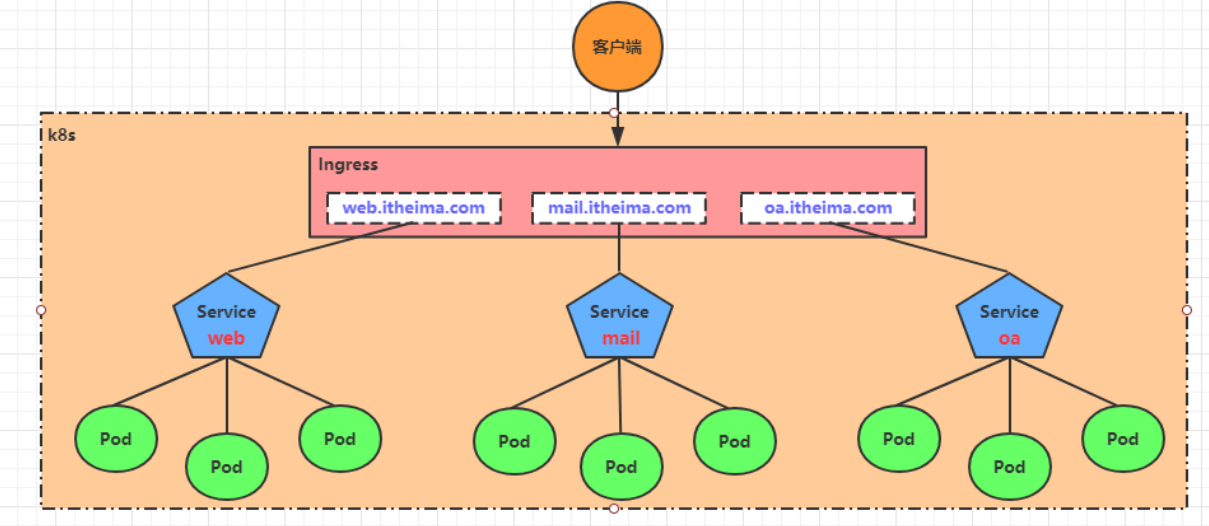 客户端
k8s
Ingress
web.itheima.com
mail.itheima.com
oa.itheima.com
Service
web
Service
mail
Service
oa
Pod
Pod
Pod
Pod
Pod
Pod
Pod
Pod
Pod